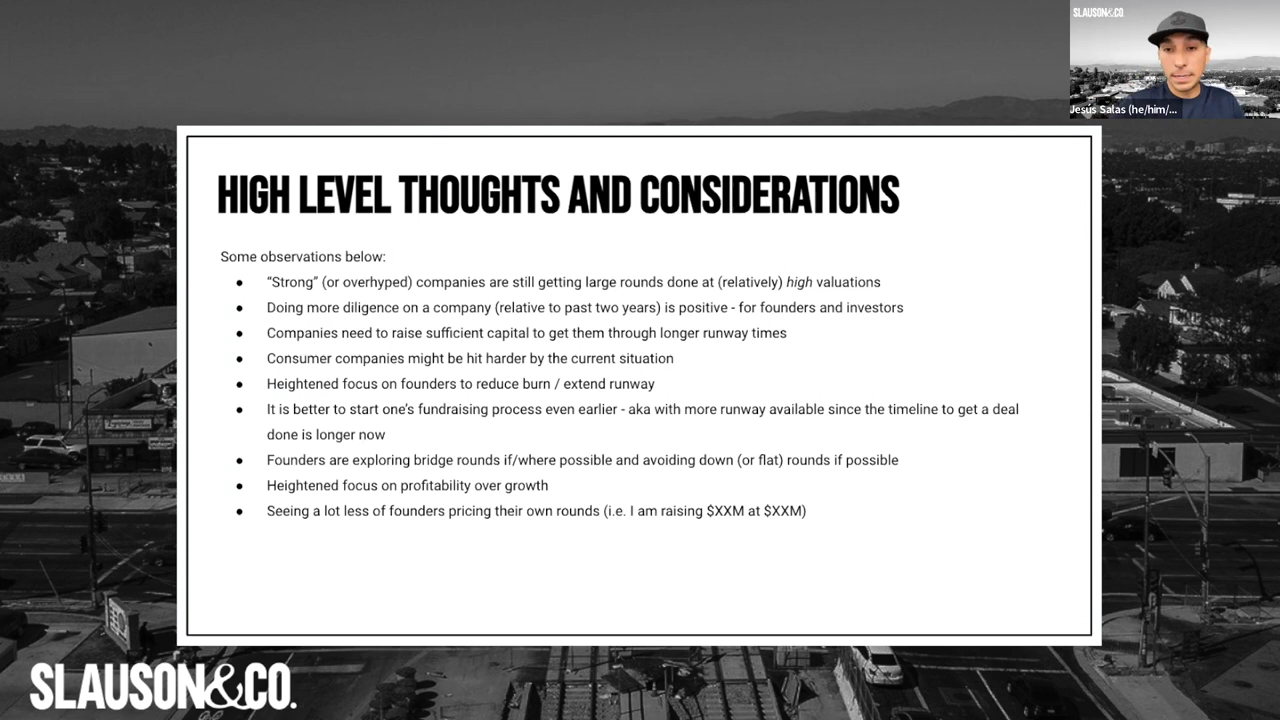 SLAUSON&CO.
Jesús Salas (he/him/...
HIGH LEVEL THOUGHTS AND CONSIDERATIONS
Some observations below:
● “Strong” (or overhyped) companies are still getting large rounds done at (relatively) high valuations
● Doing more diligence on a company (relative to past two years) is positive - for founders and investors
● Companies need to raise sufficient capital to get them through longer runway times
● Consumer companies might be hit harder by the current situation
● Heightened focus on founders to reduce burn / extend runway
● It is better to start one’s fundraising process even earlier - aka with more runway available since the timeline to get a deal
done is longer now
● Founders are exploring bridge rounds if/where possible and avoiding down (or flat) rounds if possible
● Heightened focus on profitability over growth
● Seeing a lot less of founders pricing their own rounds (i.e. I am raising $XXM at $XXM)
SLAUSON&CO.